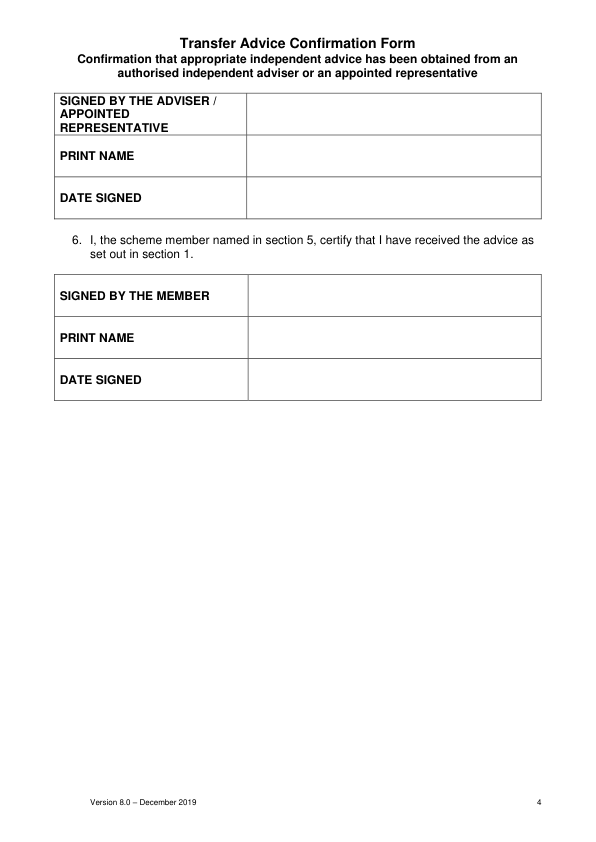 Transfer Advice Confirmation Form
Confirmation that appropriate independent advice has been obtained from an
authorised independent adviser or an appointed representative
SIGNED BY THE ADVISER /
APPOINTED
REPRESENTATIVE
PRINT NAME
DATE SIGNED
6. I, the scheme member named in section 5, certify that I have received the advice as
set out in section 1.
SIGNED BY THE MEMBER
PRINT NAME
DATE SIGNED
Version 8.0 – December 2019
4